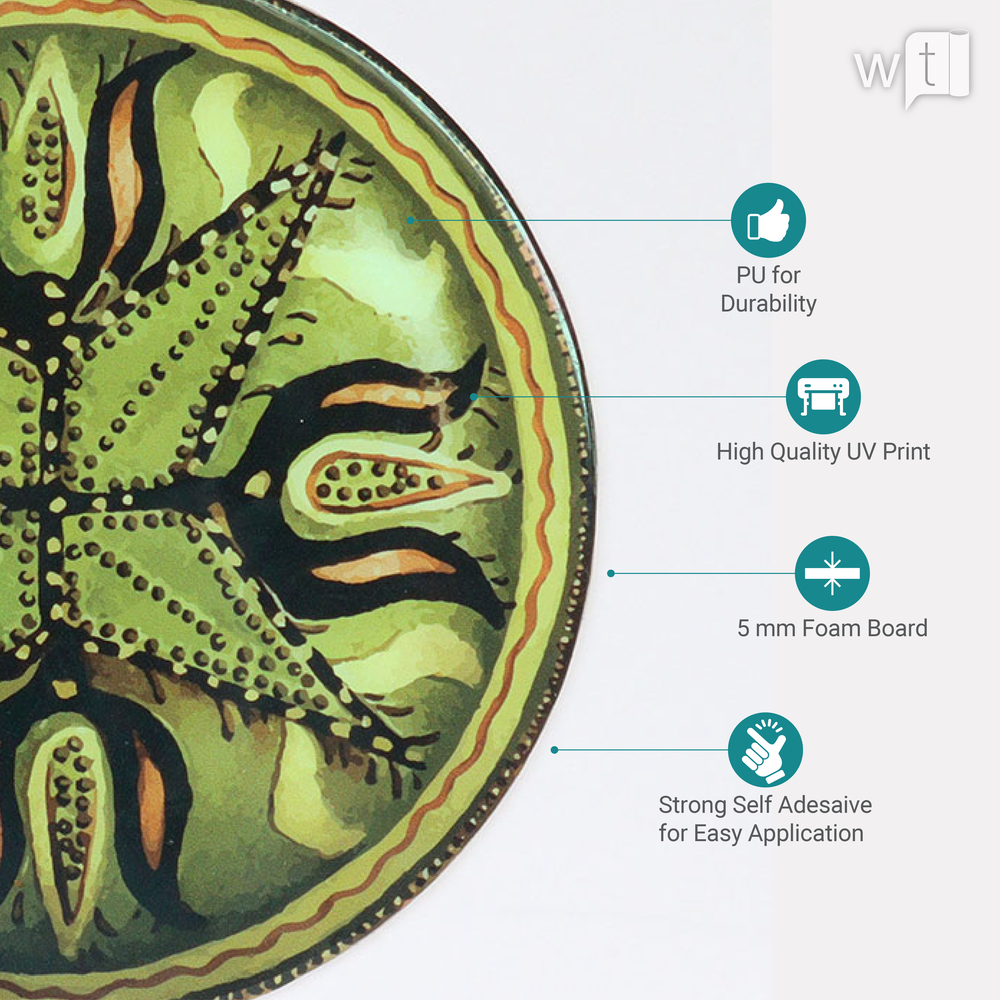 wt
PU for
Durability
High Quality UV Print
5 mm Foam Board
Strong Self Adesaive
for Easy Application